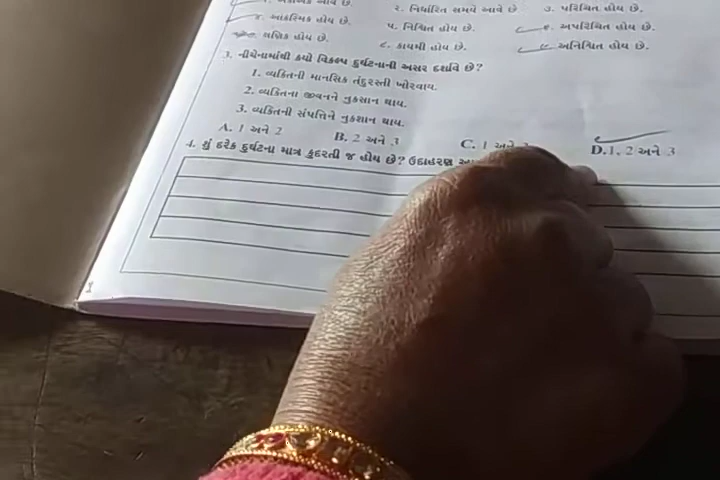 ૨. નિર્ધારિત સમયે આવે છે ૩. પરિચિત હોય છે.
૪. આકસ્મિક હોય છે. ૫. નિશ્ચિત હોય છે. ૬. અપરિચિત હોય છે.
ક્ષણિક હોય છે. ૮. કાયમી હોય છે. ૯. અનિશ્ચિત હોય છે.
3. નીચેનામાંથી કયો વિકલ્પ દુર્ઘટનાની અસર દર્શાવે છે?
1. વ્યક્તિની માનસિક તંદુરસ્તી ખોરવાય.
2. વ્યક્તિના જીવનને નુકસાન થાય.
3. વ્યક્તિની સંપત્તિને નુકશાન થાય.
A. 1 અને 2 B. 2 અને 3 C. 1 અને D. 1, 2 અને 3
4. શું દરેક દુર્ઘટના માત્ર કુદરતી જ હોય છે? ઉદાહરણ